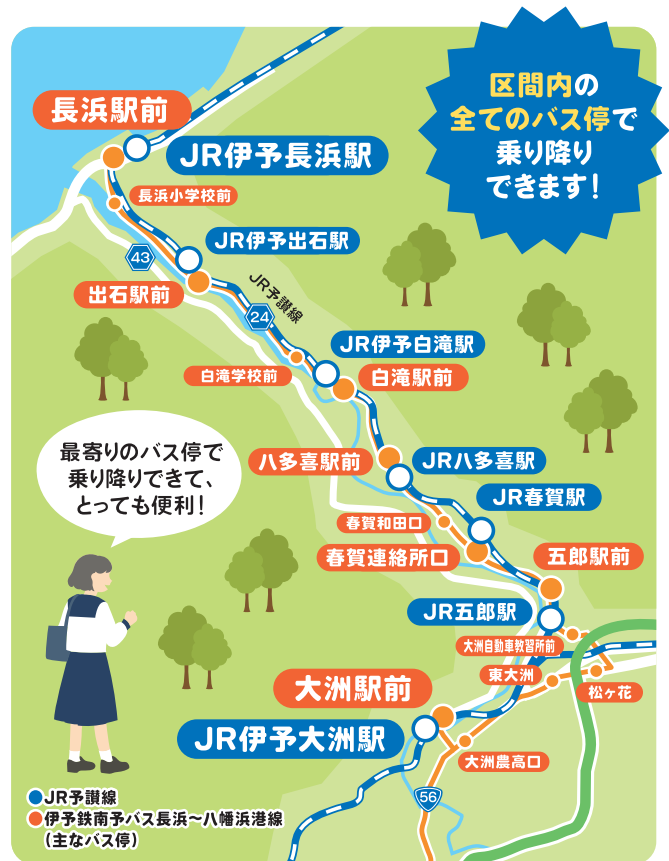 区間内の
全てのバス停で
乗り降り
できます!
長浜駅前
JR伊予長浜駅
長浜小学校前
JR伊予出石駅
43
出石駅前
JR予讃線
24
JR伊予白滝駅
白滝学校前
白滝駅前
最寄りのバス停で
乗り降りできて、
とっても便利!
八多喜駅前
JR八多喜駅
JR春賀駅
春賀和田口
春賀連絡所口
五郎駅前
JR五郎駅
大洲自動車教習所前
東大洲
松ヶ花
大洲駅前
JR伊予大洲駅
大洲農高口
56
JR予讃線
伊予鉄南予バス長浜〜八幡浜港線
(主なバス停)